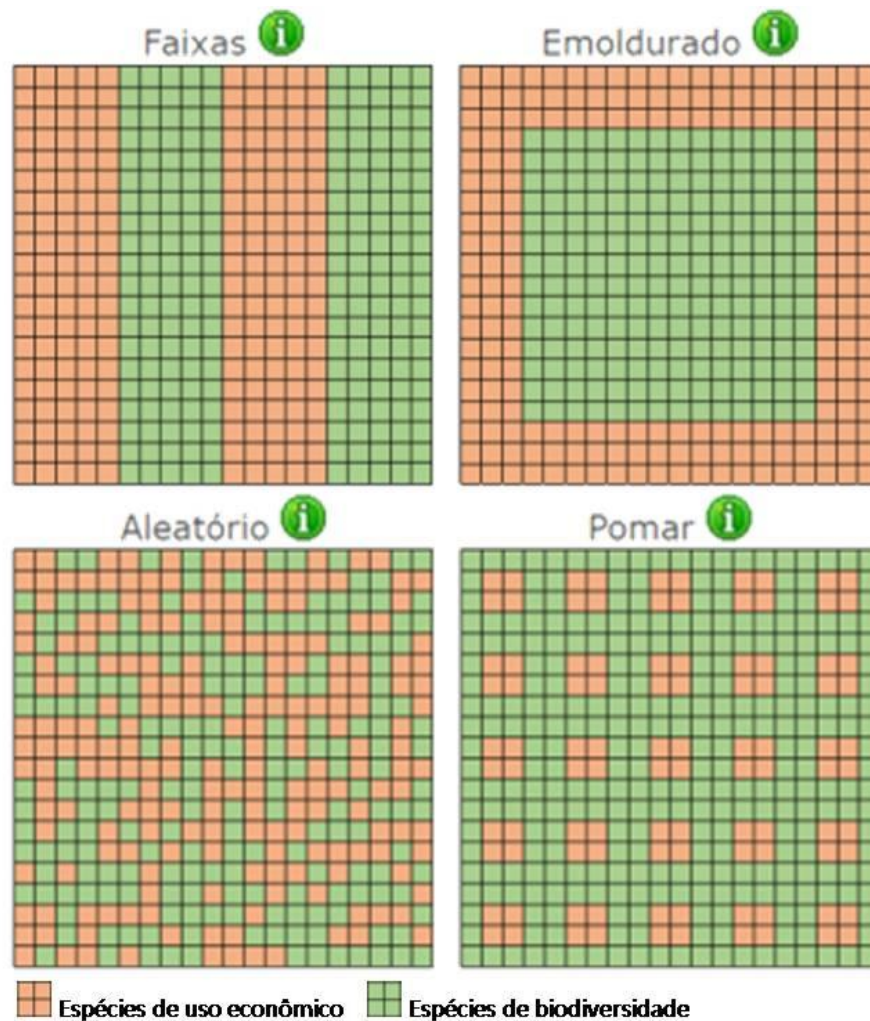 Faixas i Emoldurado i
Aleatório i Pomar i
Espécies de uso econômico Espécies de biodiversidade